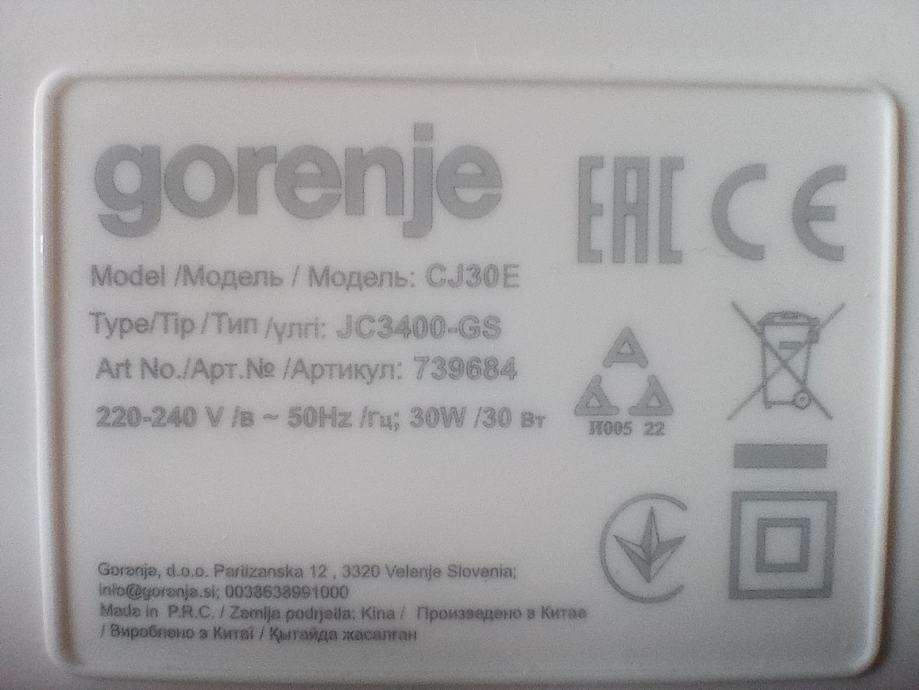 gorenje
EAC CE
Model /Модель / Модель: CJ30E
Type/Tip /Тип /үлгі: JC3400-GS
Art No./Арт.№ /Артикул: 739684
220-240 V /в ~ 50Hz /гц; 30W /30 Вт
И005 22
Gorenje, d.o.o. Partizanska 12 , 3320 Velenje Slovenia;
info@gorenje.si; 0038638991000
Made in P.R.C. / Zemlja podrijetla: Kina / Произведено в Китае
/ Вироблено з Китаї / Қытайда жасалған